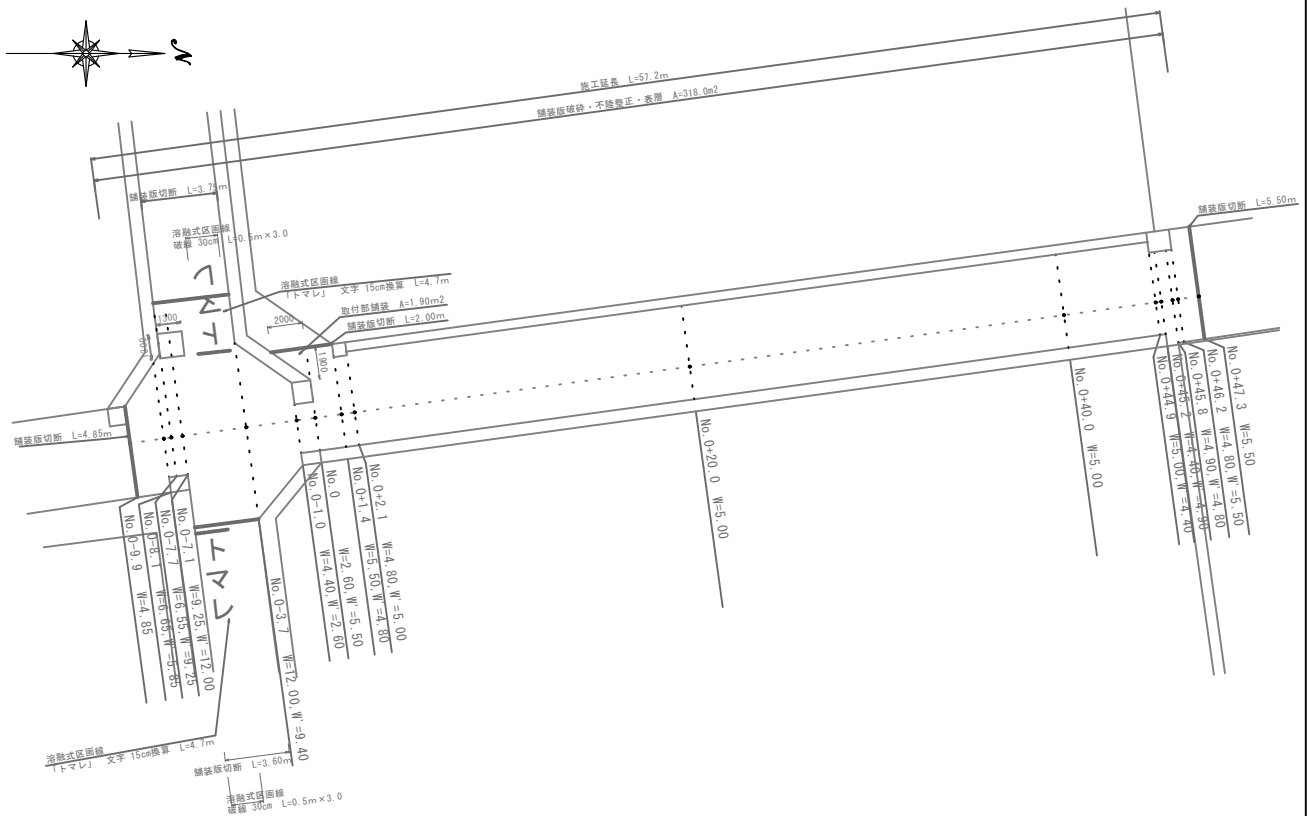 N
施工延長 L=57.2m
舗装版破砕・不陸整正・表層 A=318.0m2
舗装版切断 L=3.75m
溶融式区画線
破線 30cm L=0.5m×3.0
トマレ
溶融式区画線
「トマレ」 文字 15cm換算 L=4.7m
取付部舗装 A=1.90m2
舗装版切断 L=2.00m
舗装版切断 L=5.50m
1300
2000
1900
舗装版切断 L=4.85m
No.0-9.9 W=4.85
No.0-8.1 W=6.65,W'=5.85
No.0-7.7 W=6.55,W'=9.25
No.0-7.1 W=9.25,W'=12.00
No.0-3.7 W=12.00,W'=9.40
No.0-1.0 W=4.40,W'=2.60
No.0 W=2.60,W'=5.50
No.0+1.4 W=5.50,W'=4.80
No.0+2.1 W=4.80,W'=5.00
No.0+20.0 W=5.00
No.0+40.0 W=5.00
No.0+44.9 W=5.00,W'=4.40
No.0+45.2 W=4.40,W'=4.90
No.0+45.8 W=4.90,W'=4.80
No.0+46.2 W=4.80,W'=5.50
No.0+47.3 W=5.50
トマレ
溶融式区画線
「トマレ」 文字 15cm換算 L=4.7m
舗装版切断 L=3.60m
溶融式区画線
破線 30cm L=0.5m×3.0